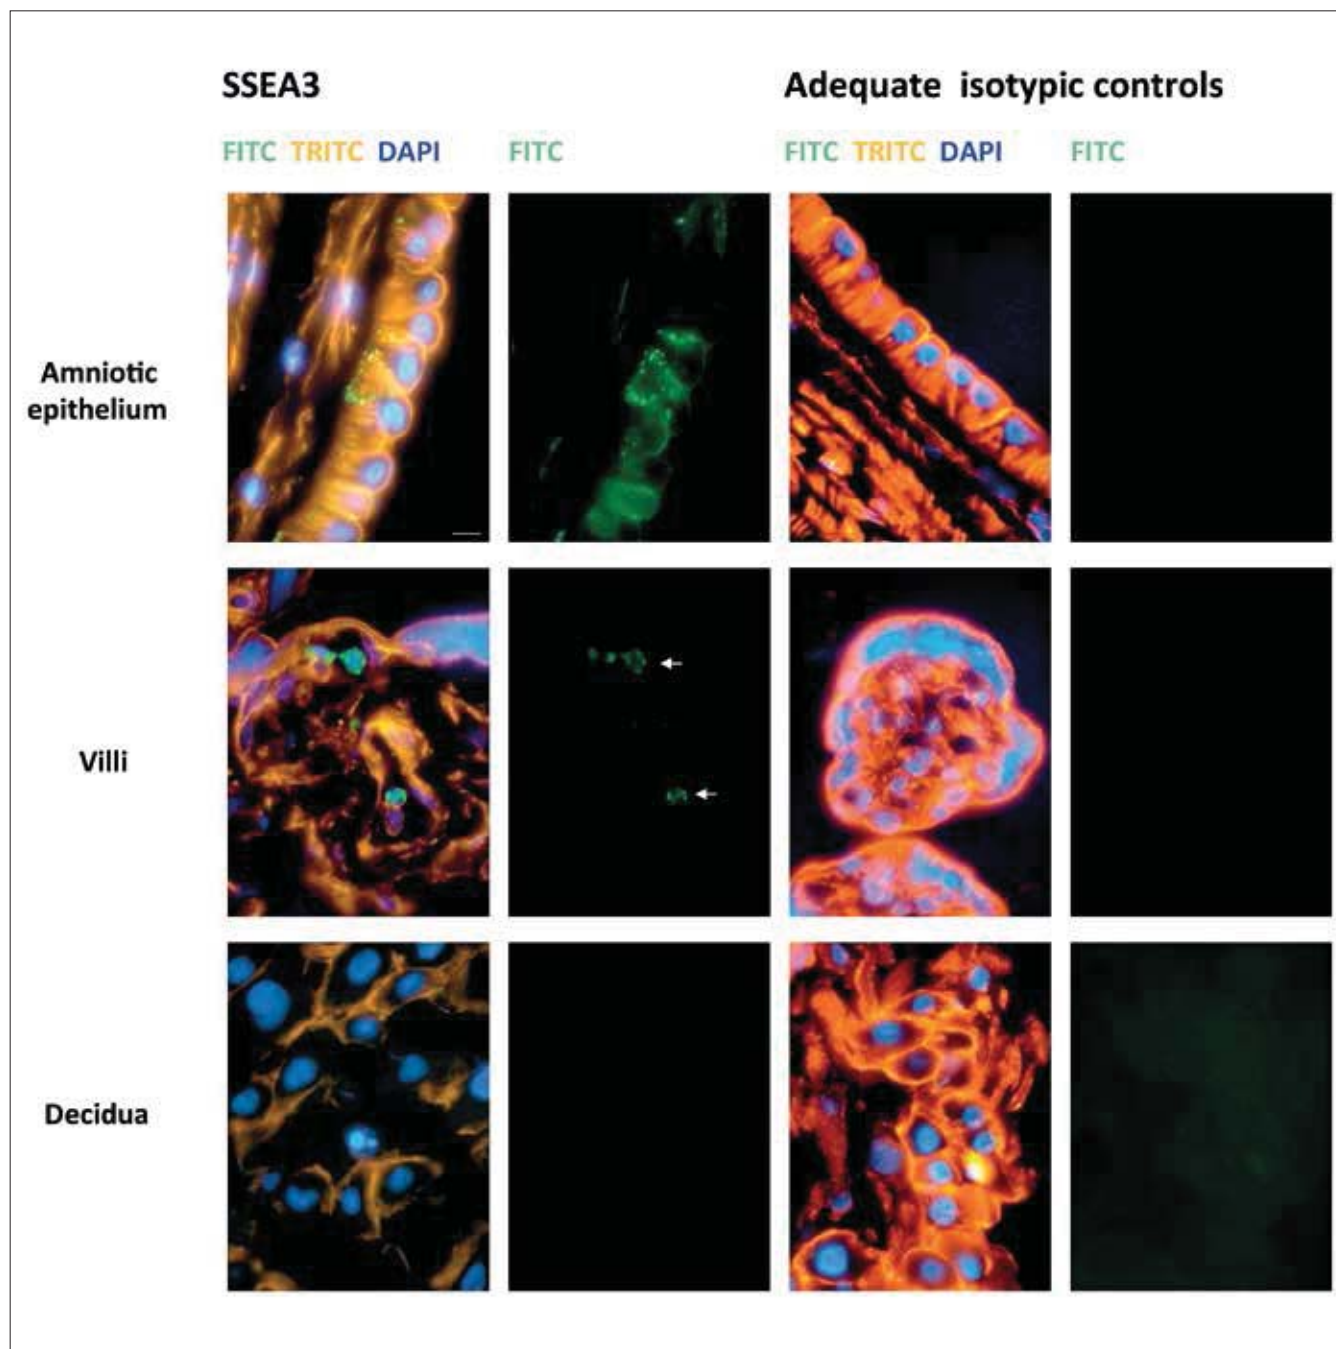 SSEA3
Adequate isotypic controls
FITC TRITC DAPI
FITC
FITC TRITC DAPI
FITC
Amniotic
epithelium
Villi
Decidua